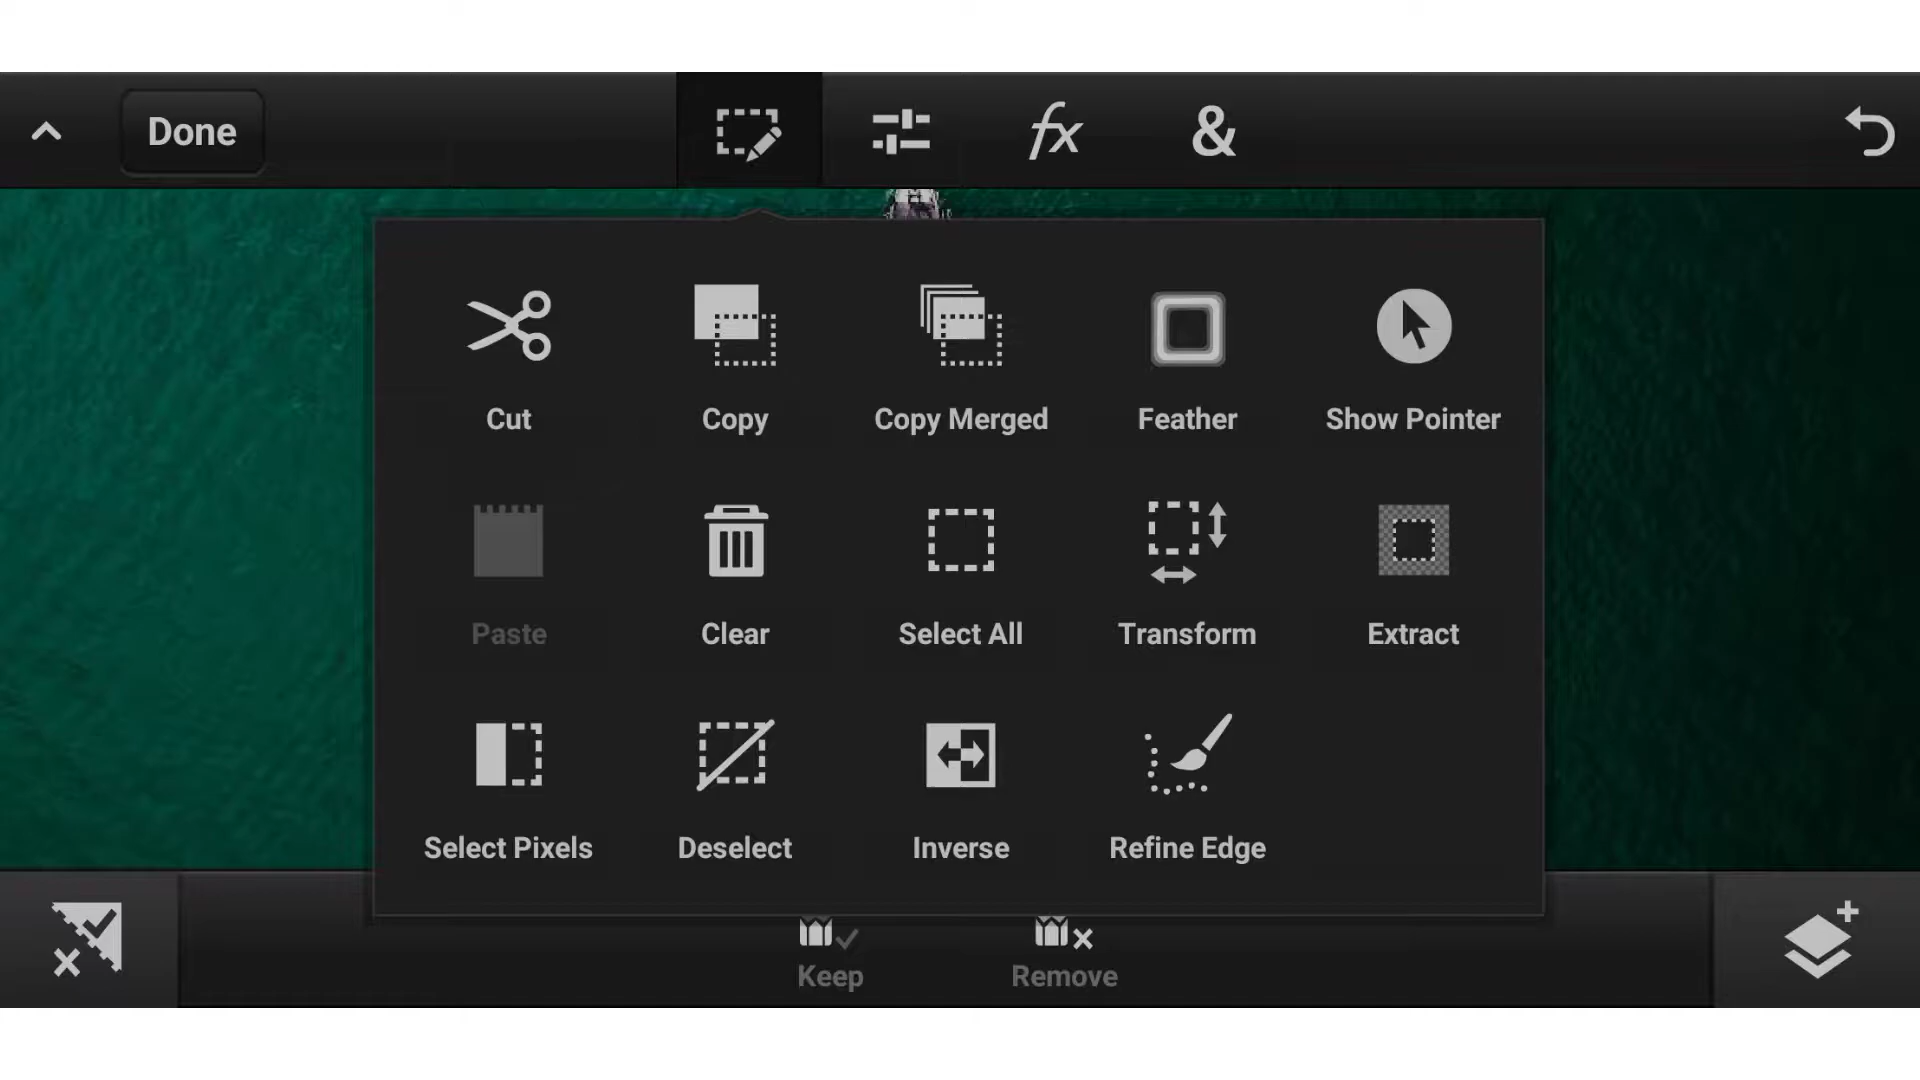 Done
fx
&
Cut
Copy
Copy Merged
Feather
Show Pointer
Paste
Clear
Select All
Transform
Extract
Select Pixels
Deselect
Inverse
Refine Edge
Keep
Remove